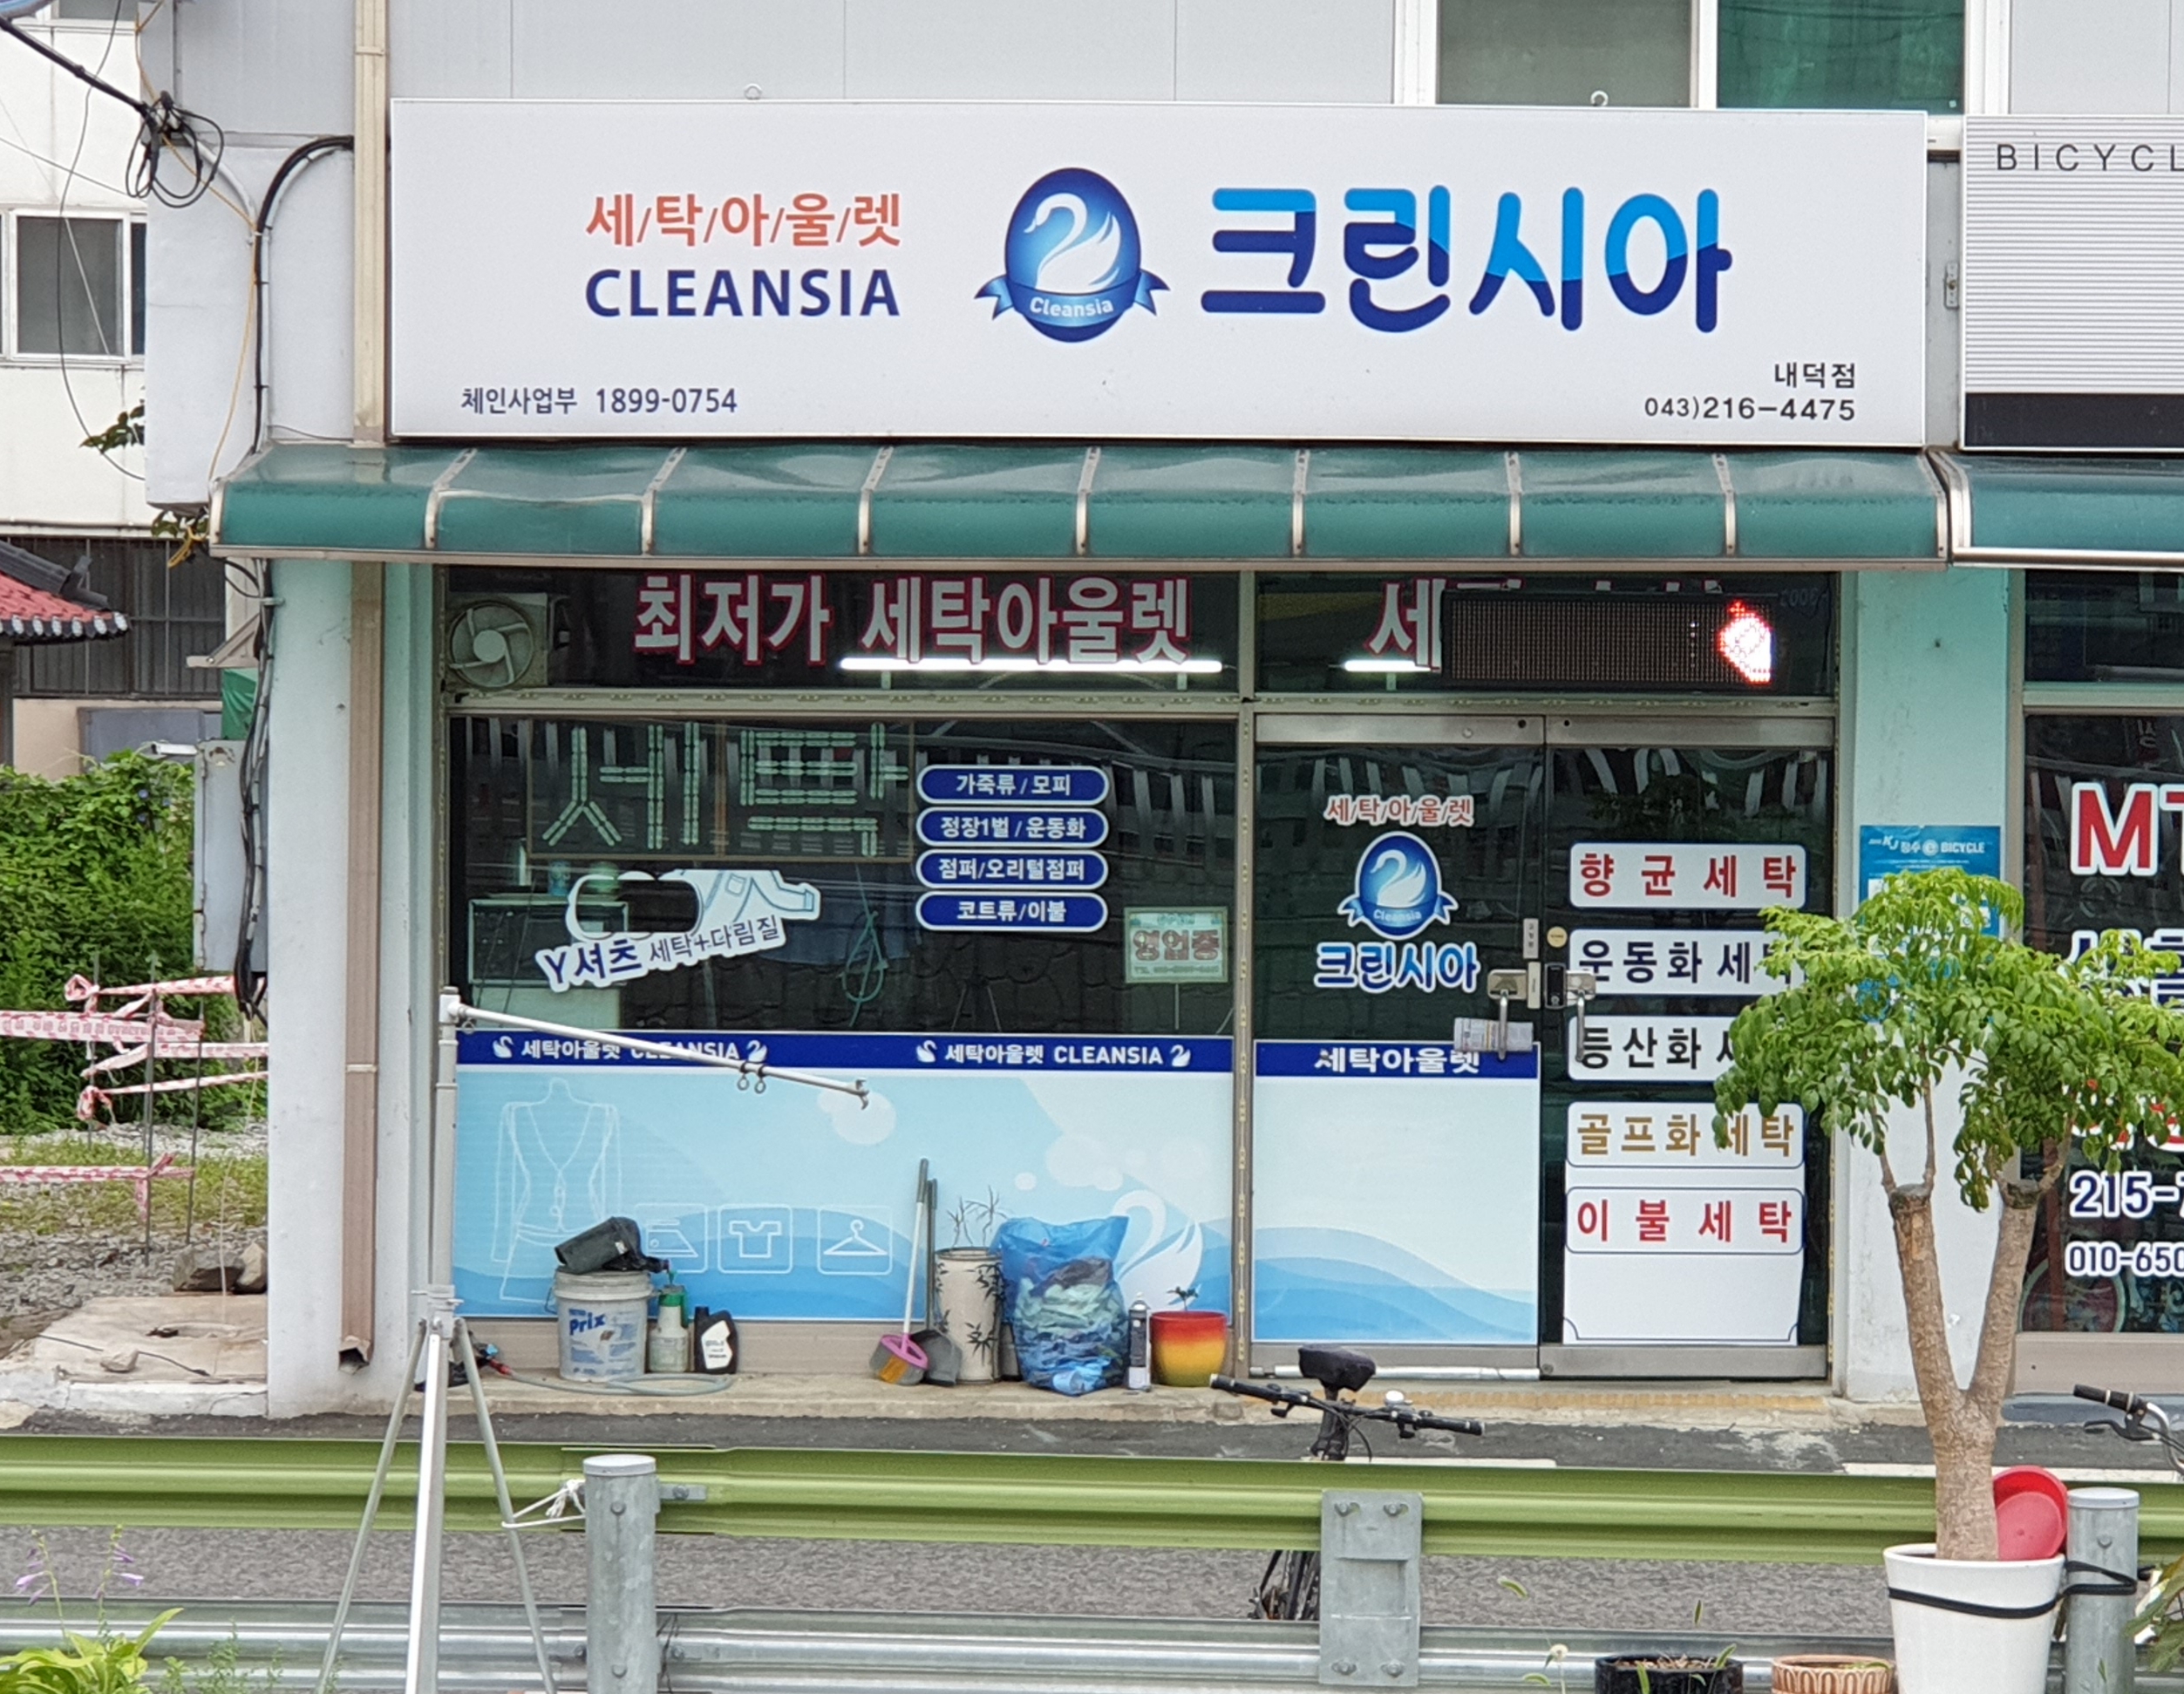 세/탁/아/울/렛
CLEANSIA
Cleansia
크린시아
체인사업부 1899-0754
내덕점
043)216-4475
BICYCL
최저가 세탁아울렛
세
세탁
가죽류/모피
정장1벌/운동화
점퍼/오리털점퍼
코트류/이불
Y셔츠 세탁+다림질
영업중
세탁아울렛 CLEANSIA
세탁아울렛 CLEANSIA
세/탁/아/울/렛
Cleansia
크린시아
세탁아울렛
향균세탁
운동화 세탁
등산화
골프화 세탁
이불세탁
BICYCLE
MT
215-
010-650
Prix